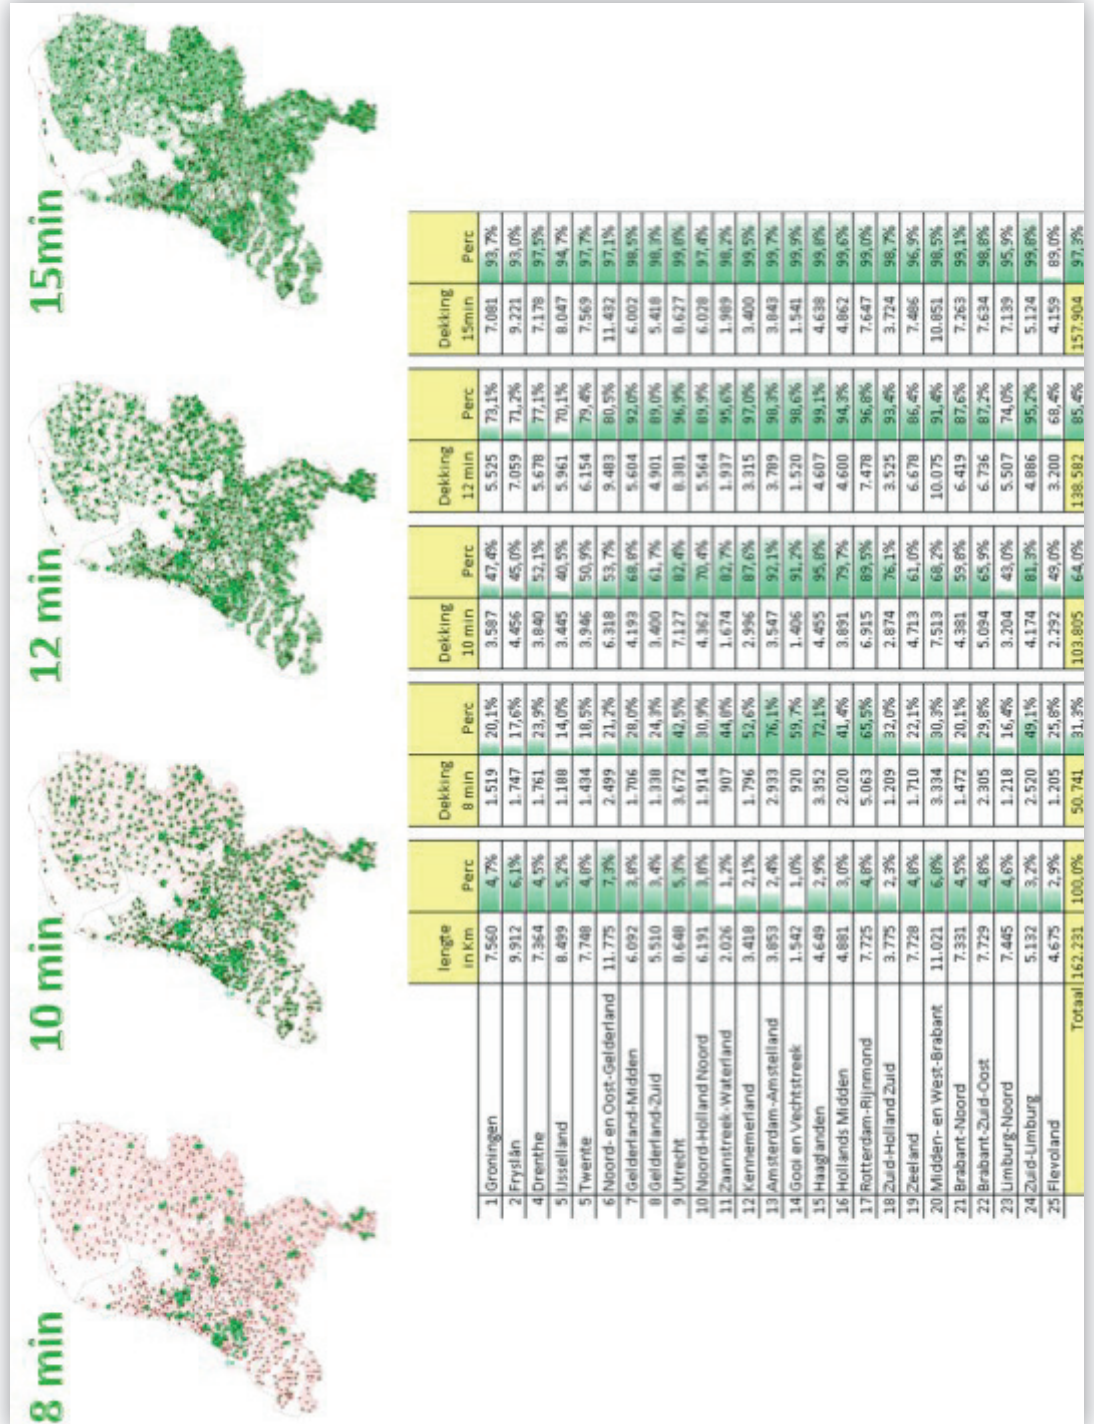 8 min
10 min
12 min
15min
lengte in Km Perc Dekking 8 min Perc Dekking 10 min Perc Dekking 12 min Perc Dekking 15min Perc
1 Groningen 7.560 4,7% 1.519 20,1% 3.587 47,4% 5.525 73,1% 7.081 93,7%
2 Fryslân 9.912 6,1% 1.747 17,6% 4.456 45,0% 7.059 71,2% 9.221 93,0%
4 Drenthe 7.364 4,5% 1.761 23,9% 3.840 52,1% 5.678 77,1% 7.178 97,5%
5 IJsselland 8.499 5,2% 1.188 14,0% 3.445 40,5% 5.961 70,1% 8.047 94,7%
5 Twente 7.748 4,8% 1.434 18,5% 3.946 50,9% 6.154 79,4% 7.569 97,7%
6 Noord- en Oost-Gelderland 11.775 7,3% 2.499 21,2% 6.318 53,7% 9.483 80,5% 11.432 97,1%
7 Gelderland-Midden 6.092 3,8% 1.706 28,0% 4.193 68,8% 5.604 92,0% 6.002 98,5%
8 Gelderland-Zuid 5.510 3,4% 1.338 24,3% 3.400 61,7% 4.901 89,0% 5.418 98,3%
9 Utrecht 8.648 5,3% 3.672 42,5% 7.127 82,4% 8.381 96,9% 8.627 99,8%
10 Noord-Holland Noord 6.191 3,8% 1.914 30,9% 4.362 70,4% 5.564 89,9% 6.028 97,4%
11 Zaanstreek-Waterland 2.026 1,2% 907 44,8% 1.674 82,7% 1.937 95,6% 1.989 98,2%
12 Kennemerland 3.418 2,1% 1.796 52,6% 2.996 87,6% 3.315 97,0% 3.400 99,5%
13 Amsterdam-Amstelland 3.853 2,4% 2.933 76,1% 3.547 92,1% 3.789 98,3% 3.843 99,7%
14 Gooi en Vechtstreek 1.542 1,0% 920 59,7% 1.406 91,2% 1.520 98,6% 1.541 99,9%
15 Haaglanden 4.649 2,9% 3.352 72,1% 4.455 95,8% 4.607 99,1% 4.638 99,8%
16 Hollands Midden 4.881 3,0% 2.020 41,4% 3.891 79,7% 4.600 94,3% 4.862 99,6%
17 Rotterdam-Rijnmond 7.725 4,8% 5.063 65,5% 6.915 89,5% 7.478 96,8% 7.647 99,0%
18 Zuid-Holland Zuid 3.775 2,3% 1.209 32,0% 2.874 76,1% 3.525 93,4% 3.724 98,7%
19 Zeeland 7.728 4,8% 1.710 22,1% 4.713 61,0% 6.678 86,4% 7.486 96,9%
20 Midden- en West-Brabant 11.021 6,8% 3.334 30,3% 7.513 68,2% 10.075 91,4% 10.851 98,5%
21 Brabant-Noord 7.331 4,5% 1.472 20,1% 4.381 59,8% 6.419 87,6% 7.263 99,1%
22 Brabant-Zuid-Oost 7.729 4,8% 2.305 29,8% 5.094 65,9% 6.736 87,2% 7.634 98,8%
23 Limburg-Noord 7.445 4,6% 1.218 16,4% 3.204 43,0% 5.507 74,0% 7.139 95,9%
24 Zuid-Limburg 5.132 3,2% 2.520 49,1% 4.174 81,3% 4.886 95,2% 5.124 99,8%
25 Flevoland 4.675 2,9% 1.205 25,8% 2.292 49,0% 3.200 68,4% 4.159 89,0%
Totaal 162.231 100,0% 50.741 31,3% 103.805 64,0% 138.582 85,4% 157.904 97,3%